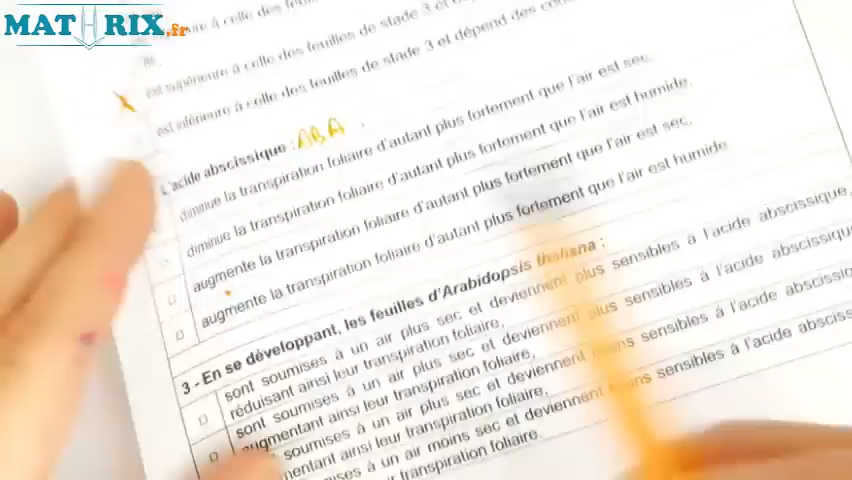 MATHRIX.fr
est supérieure à celle des feuilles de stade 3 et
est inférieure à celle des feuilles de stade 3 et dépend des
L'acide abscissique : ABA
diminue la transpiration foliaire d'autant plus fortement que l'air est sec.
diminue la transpiration foliaire d'autant plus fortement que l'air est humide.
augmente la transpiration foliaire d'autant plus fortement que l'air est sec.
augmente la transpiration foliaire d'autant plus fortement que l'air est humide.
3 - En se développant, les feuilles d'Arabidopsis thaliana :
sont soumises à un air plus sec et deviennent plus sensibles à l'acide abscissique,
réduisant ainsi leur transpiration foliaire,
sont soumises à un air plus sec et deviennent plus sensibles à l'acide
augmentant ainsi leur transpiration foliaire,
soumises à un air plus sec et deviennent moins sensibles à l'acide
ainsi leur transpiration foliaire,
à un air moins sec et deviennent moins sensibles à l'acide
transpiration foliaire.